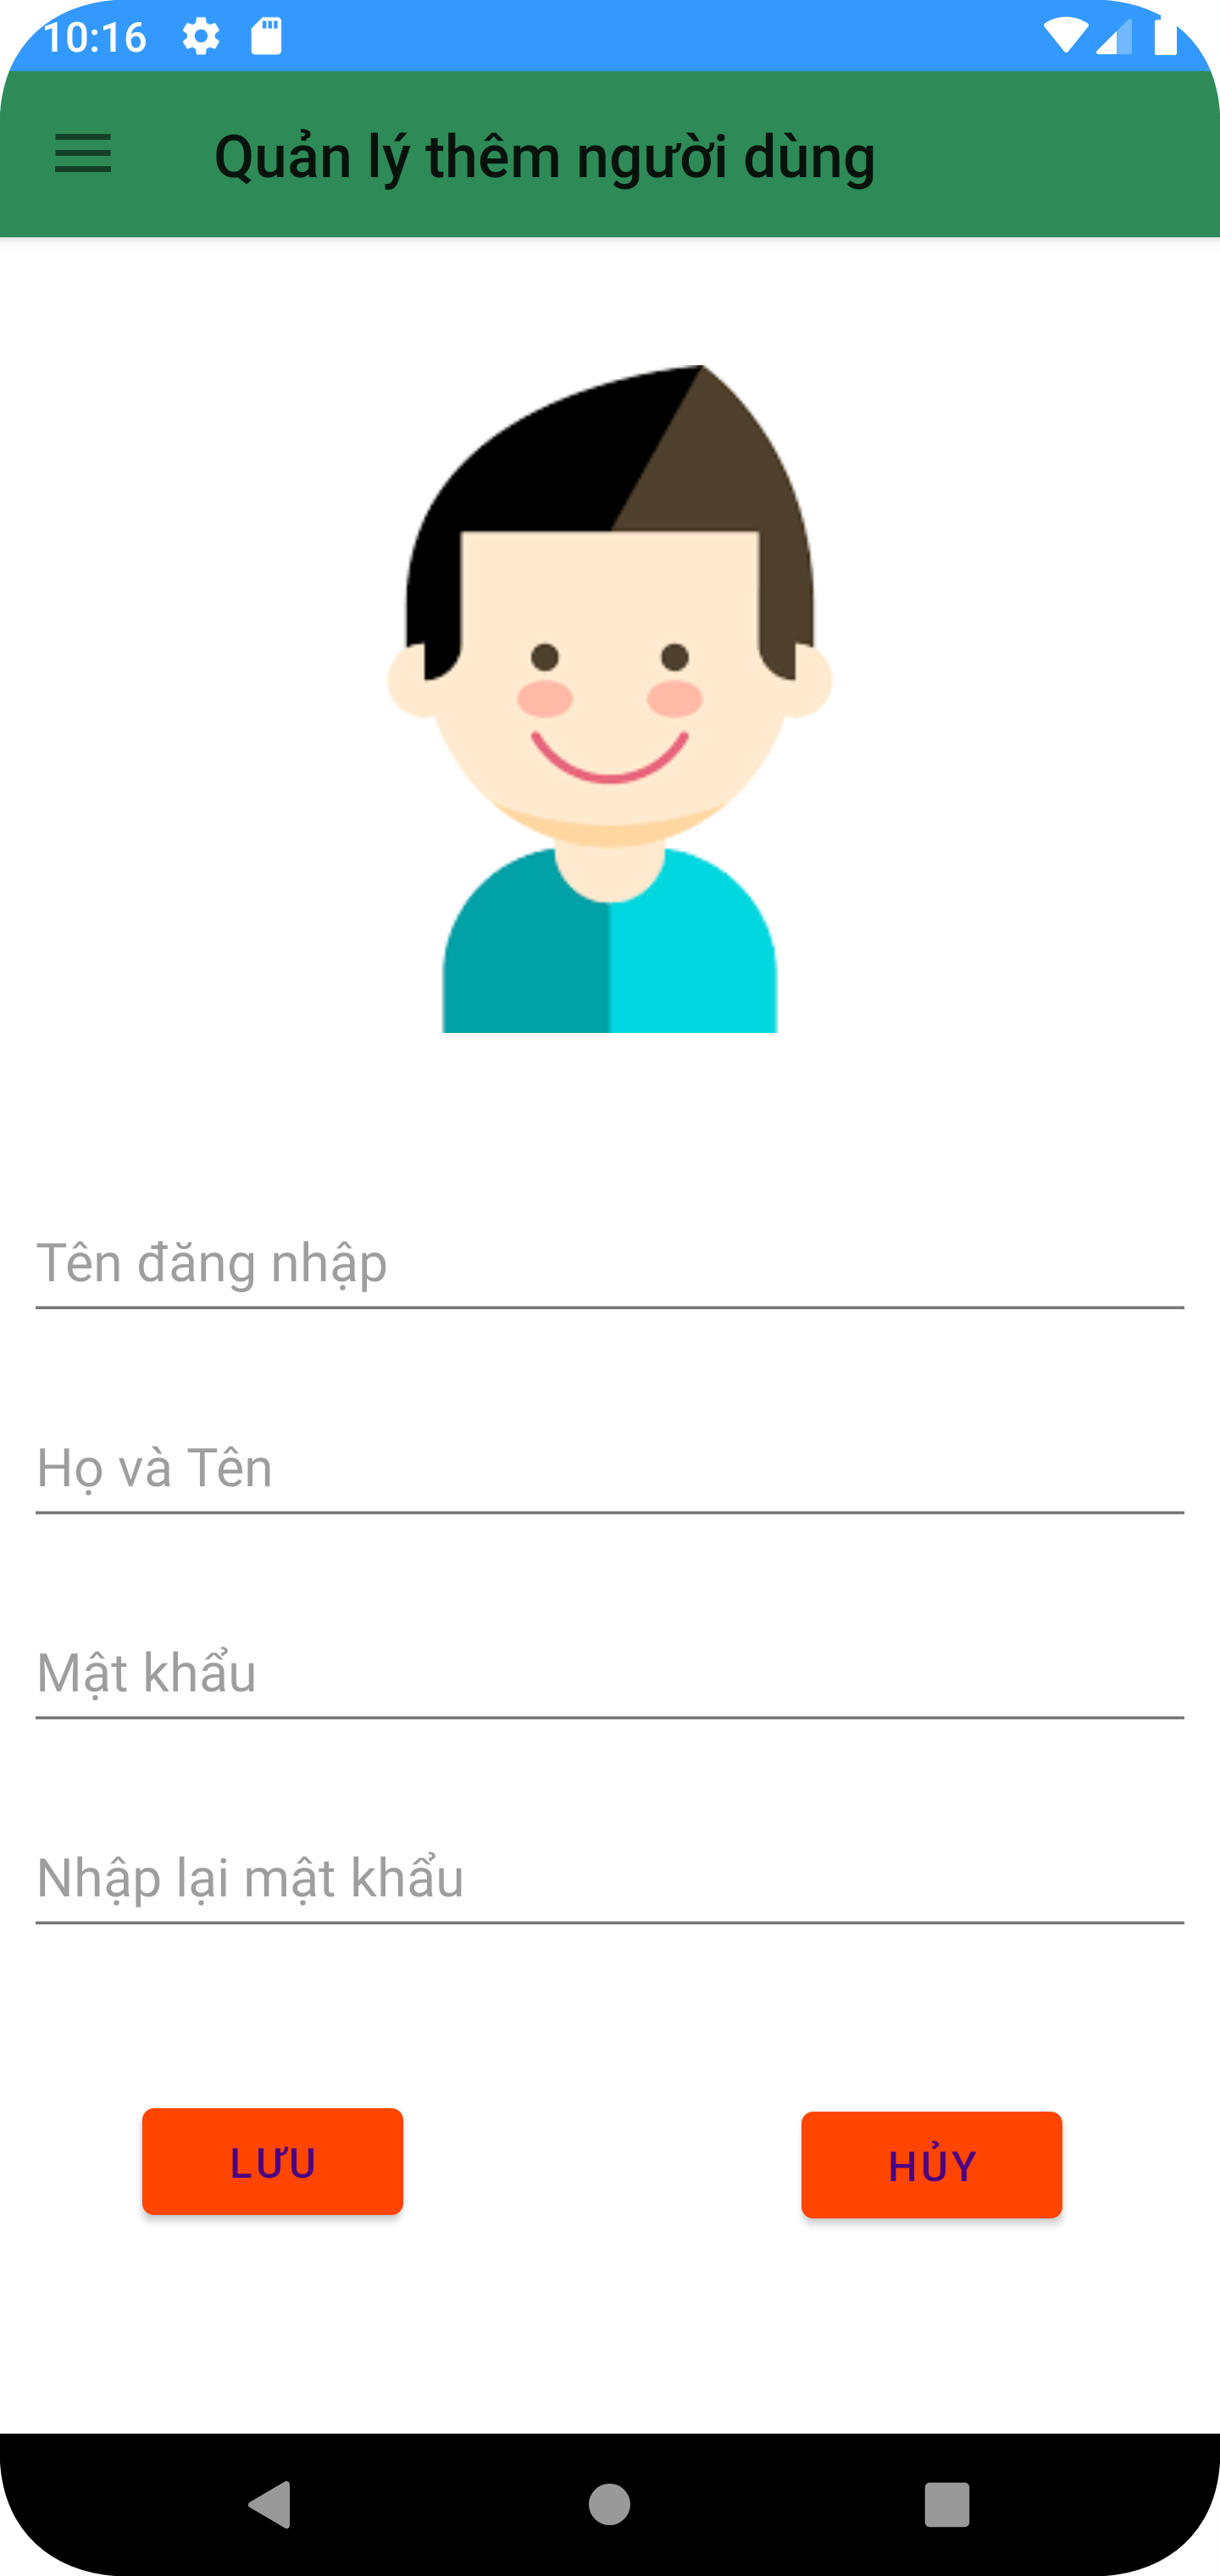 10:16
Quản lý thêm người dùng
Tên đăng nhập
Họ và Tên
Mật khẩu
Nhập lại mật khẩu
LƯU
HỦY